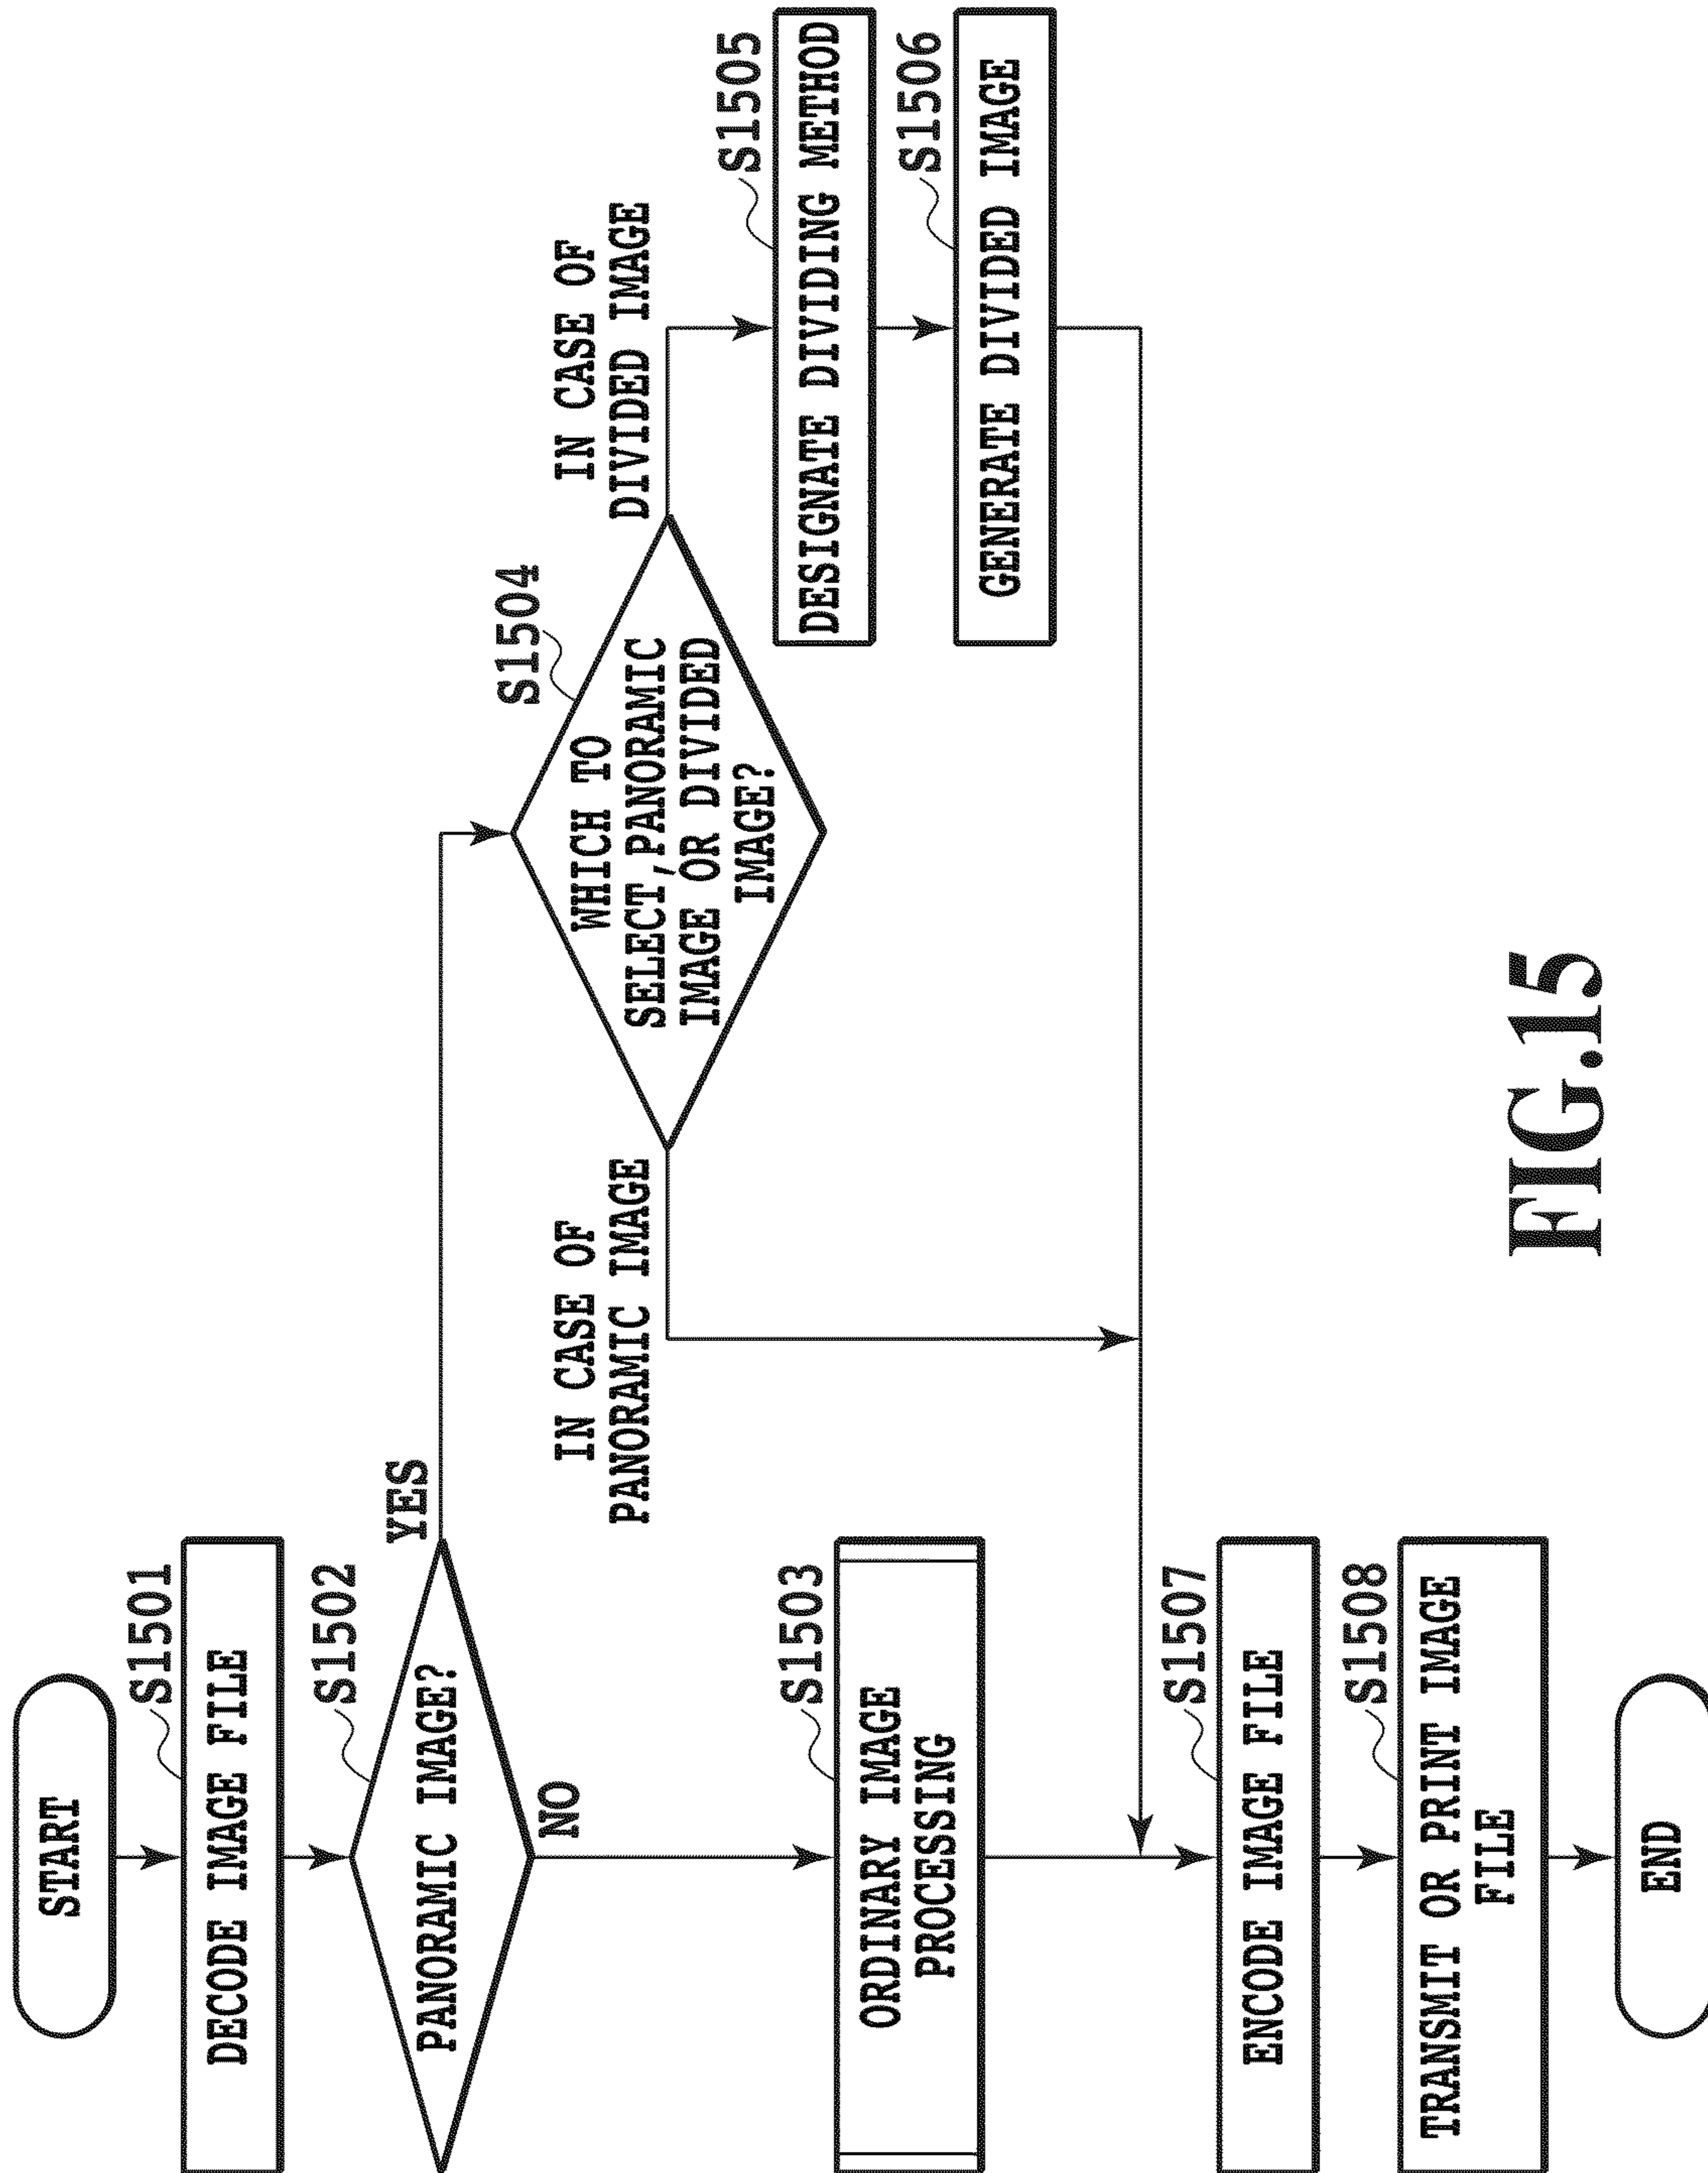 START
S1501
DECODE IMAGE FILE
S1502
PANORAMIC IMAGE?
YES
NO
S1504
WHICH TO
SELECT,PANORAMIC
IMAGE OR DIVIDED
IMAGE?
IN CASE OF
PANORAMIC IMAGE
IN CASE OF
DIVIDED IMAGE
S1505
DESIGNATE DIVIDING METHOD
S1506
GENERATE DIVIDED IMAGE
S1503
ORDINARY IMAGE
PROCESSING
S1507
ENCODE IMAGE FILE
S1508
TRANSMIT OR PRINT IMAGE
FILE
END
FIG.15